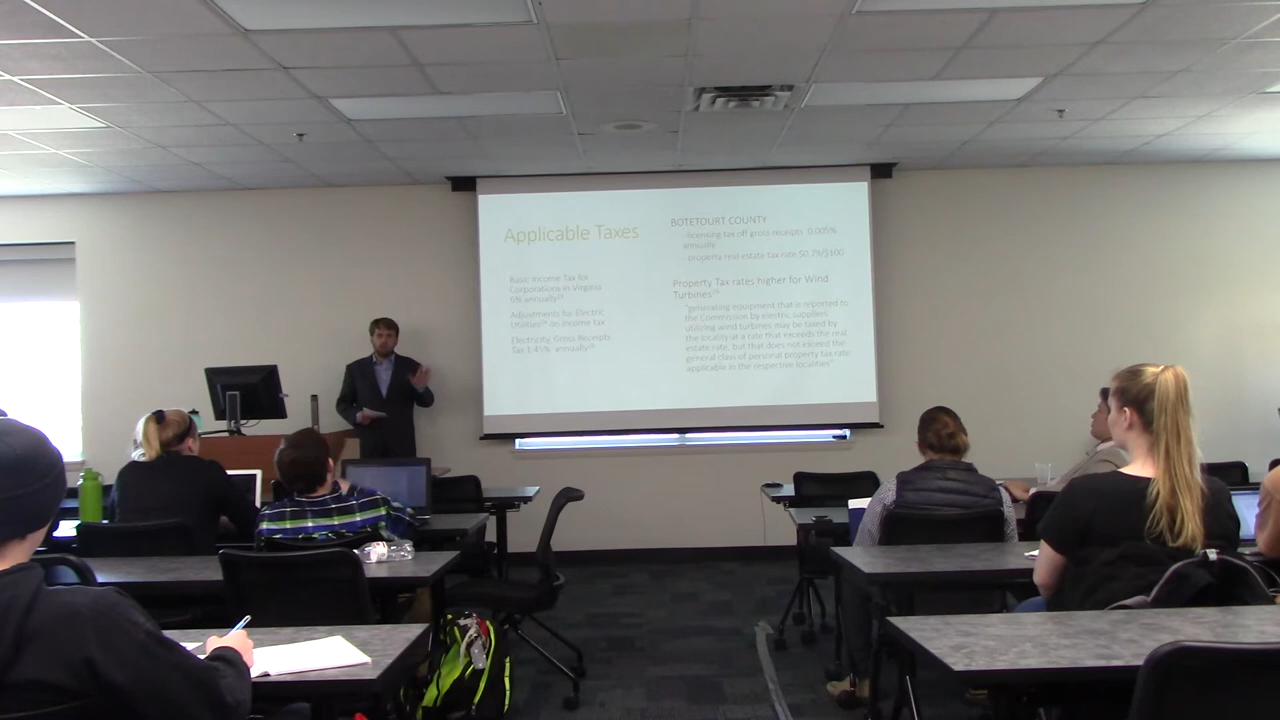 Applicable Taxes
Basic Income Tax for
Corporations in Virginia
6% annually
Adjustments for Electric
Utilities on income tax
Electricity Gross Receipts
Tax 1.45% annually
BOTETOURT COUNTY
- licensing tax off gross receipts 0.005%
annually
- property real estate tax rate $0.79/$100
Property Tax rates higher for Wind
Turbines
"generating equipment that is reported to
the Commission by electric suppliers
utilizing wind turbines may be taxed by
the locality at a rate that exceeds the real
estate rate, but that does not exceed the
general class of personal property tax rate
applicable in the respective localities"